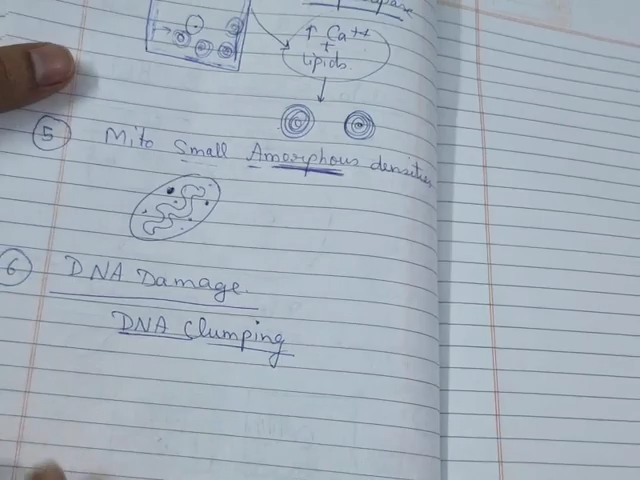 ↑ Ca++
+
lipids
5 Mito Small Amorphous densities
6 DNA Damage
DNA Clumping